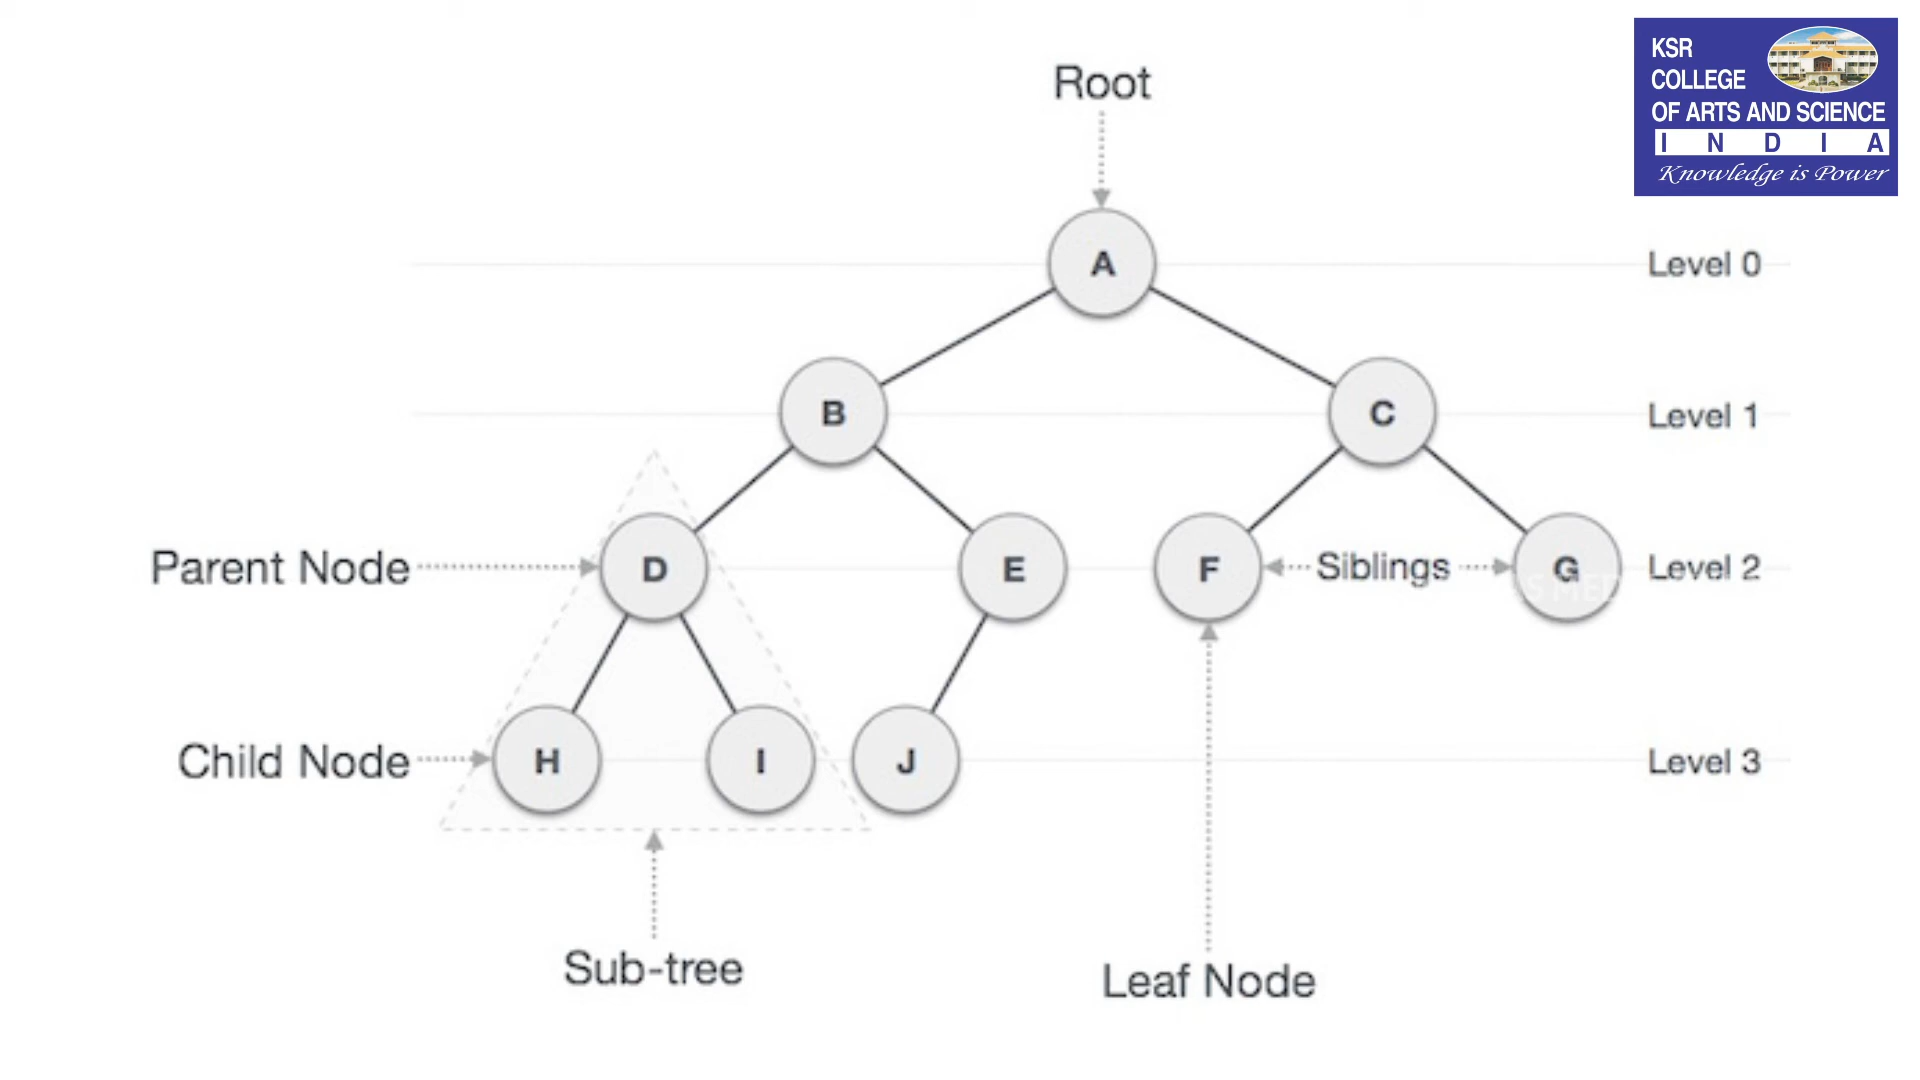 KSR
COLLEGE
OF ARTS AND SCIENCE
I N D I A
Knowledge is Power
Root
A
Level 0
B
C
Level 1
Parent Node
D
E
F
Siblings
G
Level 2
Child Node
H
I
J
Level 3
Sub-tree
Leaf Node